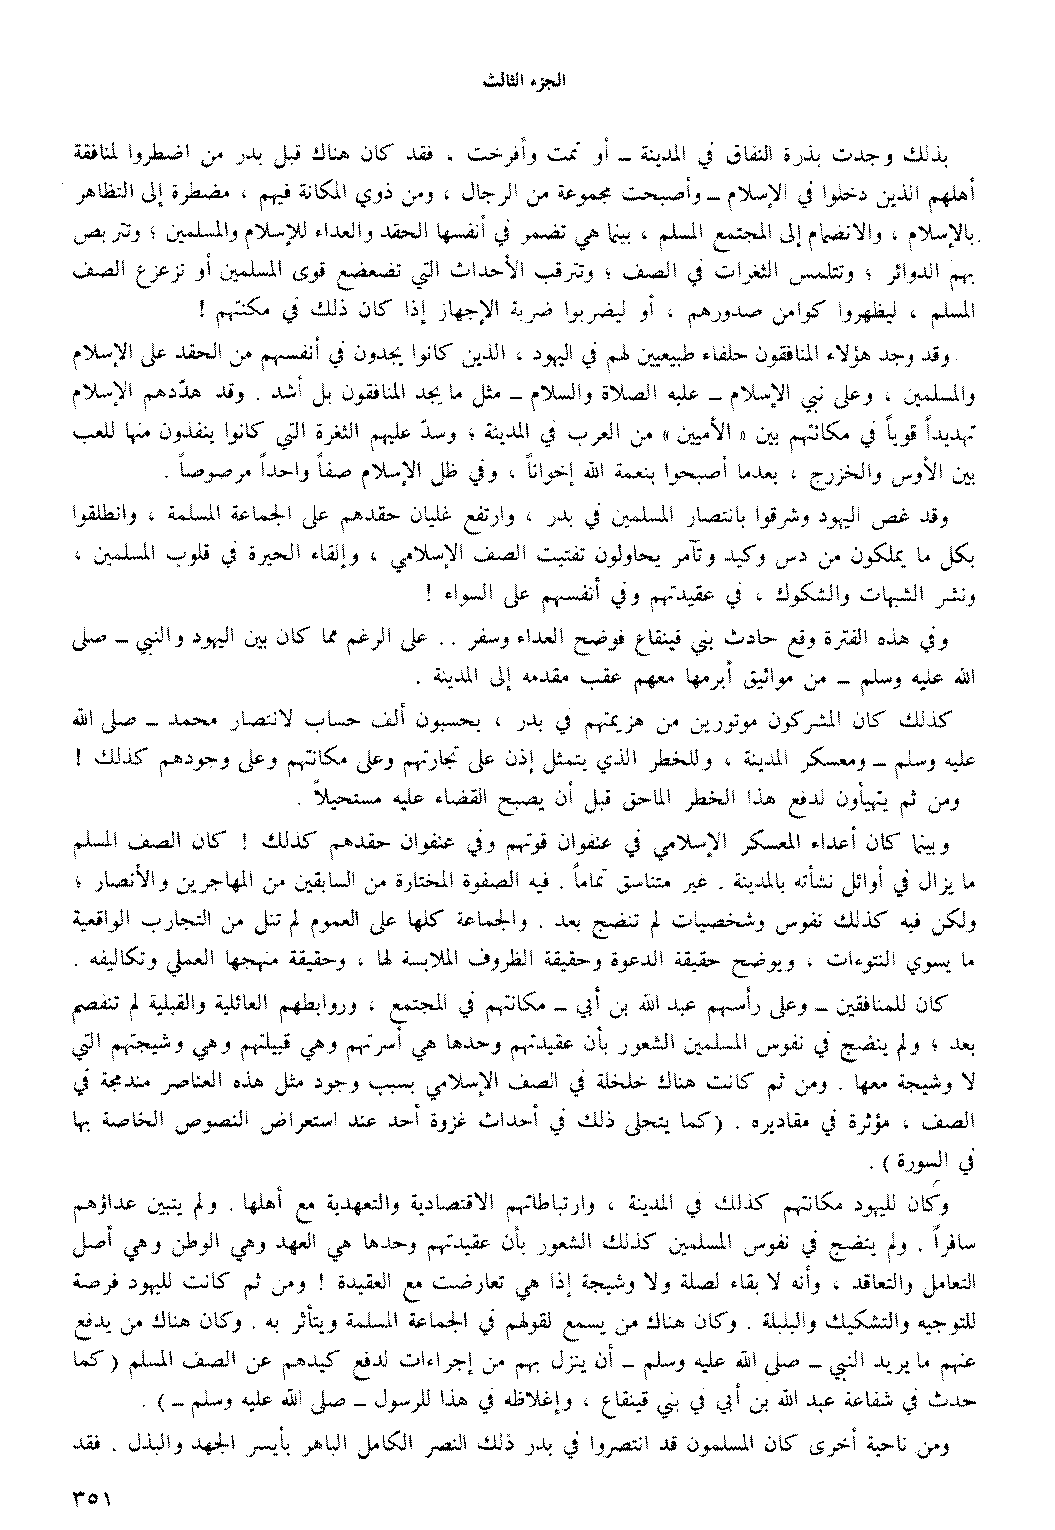 الجزء الثالث
بذلك وجدت بذرة النفاق في المدينة – أو تمت وأفرخت ، فقد كان هناك قبل بدر من اضطروا لمنافقة
أهلهم الذين دخلوا في الإسلام – وأصبحت مجموعة من الرجال ، ومن ذوي المكانة فيهم ، مضطرة إلى التظاهر
بالإسلام ، والانضمام إلى المجتمع المسلم ، بينما هي تضمر في أنفسها الحقد والعداء للإسلام والمسلمين ؛ وتتربص
بهم الدوائر ؛ وتتلمس الثغرات في الصف ؛ وتترقب الأحداث التي تضعضع قوى المسلمين أو تزعزع الصف
المسلم ، ليظهروا كوامن صدورهم ، أو ليضربوا ضربة الإجهاز إذا كان ذلك في مكنتهم !
وقد وجد هؤلاء المنافقون حلفاء طبيعيين لهم في اليهود ، الذين كانوا يجدون في أنفسهم من الحقد على الإسلام
والمسلمين ، وعلى نبي الإسلام – عليه الصلاة والسلام – مثل ما يجد المنافقون بل أشد . وقد هدّدهم الإسلام
تهديداً قوياً في مكانتهم بين « الأميين » من العرب في المدينة ؛ وسدّ عليهم الثغرة التي كانوا ينفذون منها للعب
بين الأوس والخزرج ، بعدما أصبحوا بنعمة الله إخواناً ، وفي ظل الإسلام صفاً واحداً مرصوصاً .
وقد غص اليهود وشرقوا بانتصار المسلمين في بدر ، وارتفع غليان حقدهم على الجماعة المسلمة ، وانطلقوا
بكل ما يملكون من دس وكيد وتآمر يحاولون تفتيت الصف الإسلامي ، وإلقاء الحيرة في قلوب المسلمين ،
ونشر الشبهات والشكوك ، في عقيدتهم وفي أنفسهم على السواء !
وفي هذه الفترة وقع حادث بني قينقاع فوضح العداء وسفر .. على الرغم مما كان بين اليهود والنبي – صلى
الله عليه وسلم – من مواثيق أبرمها معهم عقب مقدمه إلى المدينة .
كذلك كان المشركون موتورين من هزيمتهم في بدر ، يحسبون ألف حساب لانتصار محمد – صلى الله
عليه وسلم – ومعسكر المدينة ، وللخطر الذي يتمثل إذن على تجارتهم وعلى مكانتهم وعلى وجودهم كذلك !
ومن ثم يتهيأون لدفع هذا الخطر الماحق قبل أن يصبح القضاء عليه مستحيلاً .
وبينما كان أعداء المعسكر الإسلامي في عنفوان قوتهم وفي عنفوان حقدهم كذلك ! كان الصف المسلم
ما يزال في أوائل نشأته بالمدينة . غير متناسق تماماً . فيه الصفوة المختارة من السابقين من المهاجرين والأنصار ؛
ولكن فيه كذلك نفوس وشخصيات لم تنضج بعد . والجماعة كلها على العموم لم تنل من التجارب الواقعية
ما يسوي النتوءات ، ويوضح حقيقة الدعوة وحقيقة الظروف الملابسة لها ، وحقيقة منهجها العملي وتكاليفه .
كان للمنافقين – وعلى رأسهم عبد الله بن أبي – مكانتهم في المجتمع ، وروابطهم العائلية والقبلية لم تنفصم
بعد ؛ ولم ينضج في نفوس المسلمين الشعور بأن عقيدتهم وحدها هي أسرتهم وهي قبيلتهم وهي وشيجتهم التي
لا وشيجة معها . ومن ثم كانت هناك خلخلة في الصف الإسلامي بسبب وجود مثل هذه العناصر مندمجة في
الصف ، مؤثرة في مقاديره . (كما يتجلى ذلك في أحداث غزوة أحد عند استعراض النصوص الخاصة بها
في السورة ) .
وكان لليهود مكانتهم كذلك في المدينة ، وارتباطاتهم الاقتصادية والتعهدية مع أهلها . ولم يتبين عداؤهم
سافراً . ولم ينضج في نفوس المسلمين كذلك الشعور بأن عقيدتهم وحدها هي العهد وهي الوطن وهي أصل
التعامل والتعاقد ، وأنه لا بقاء لصلة ولا وشيجة إذا هي تعارضت مع العقيدة ! ومن ثم كانت لليهود فرصة
للتوجيه والتشكيك والبلبلة . وكان هناك من يسمع لقولهم في الجماعة المسلمة ويتأثر به . وكان هناك من يدفع
عنهم ما يريد النبي – صلى الله عليه وسلم – أن ينزل بهم من إجراءات لدفع كيدهم عن الصف المسلم ( كما
حدث في شفاعة عبد الله بن أبي في بني قينقاع ، وإغلاظه في هذا للرسول – صلى الله عليه وسلم – ) .
ومن ناحية أخرى كان المسلمون قد انتصروا في بدر ذلك النصر الكامل الباهر بأيسر الجهد والبذل . فقد
٣٥١